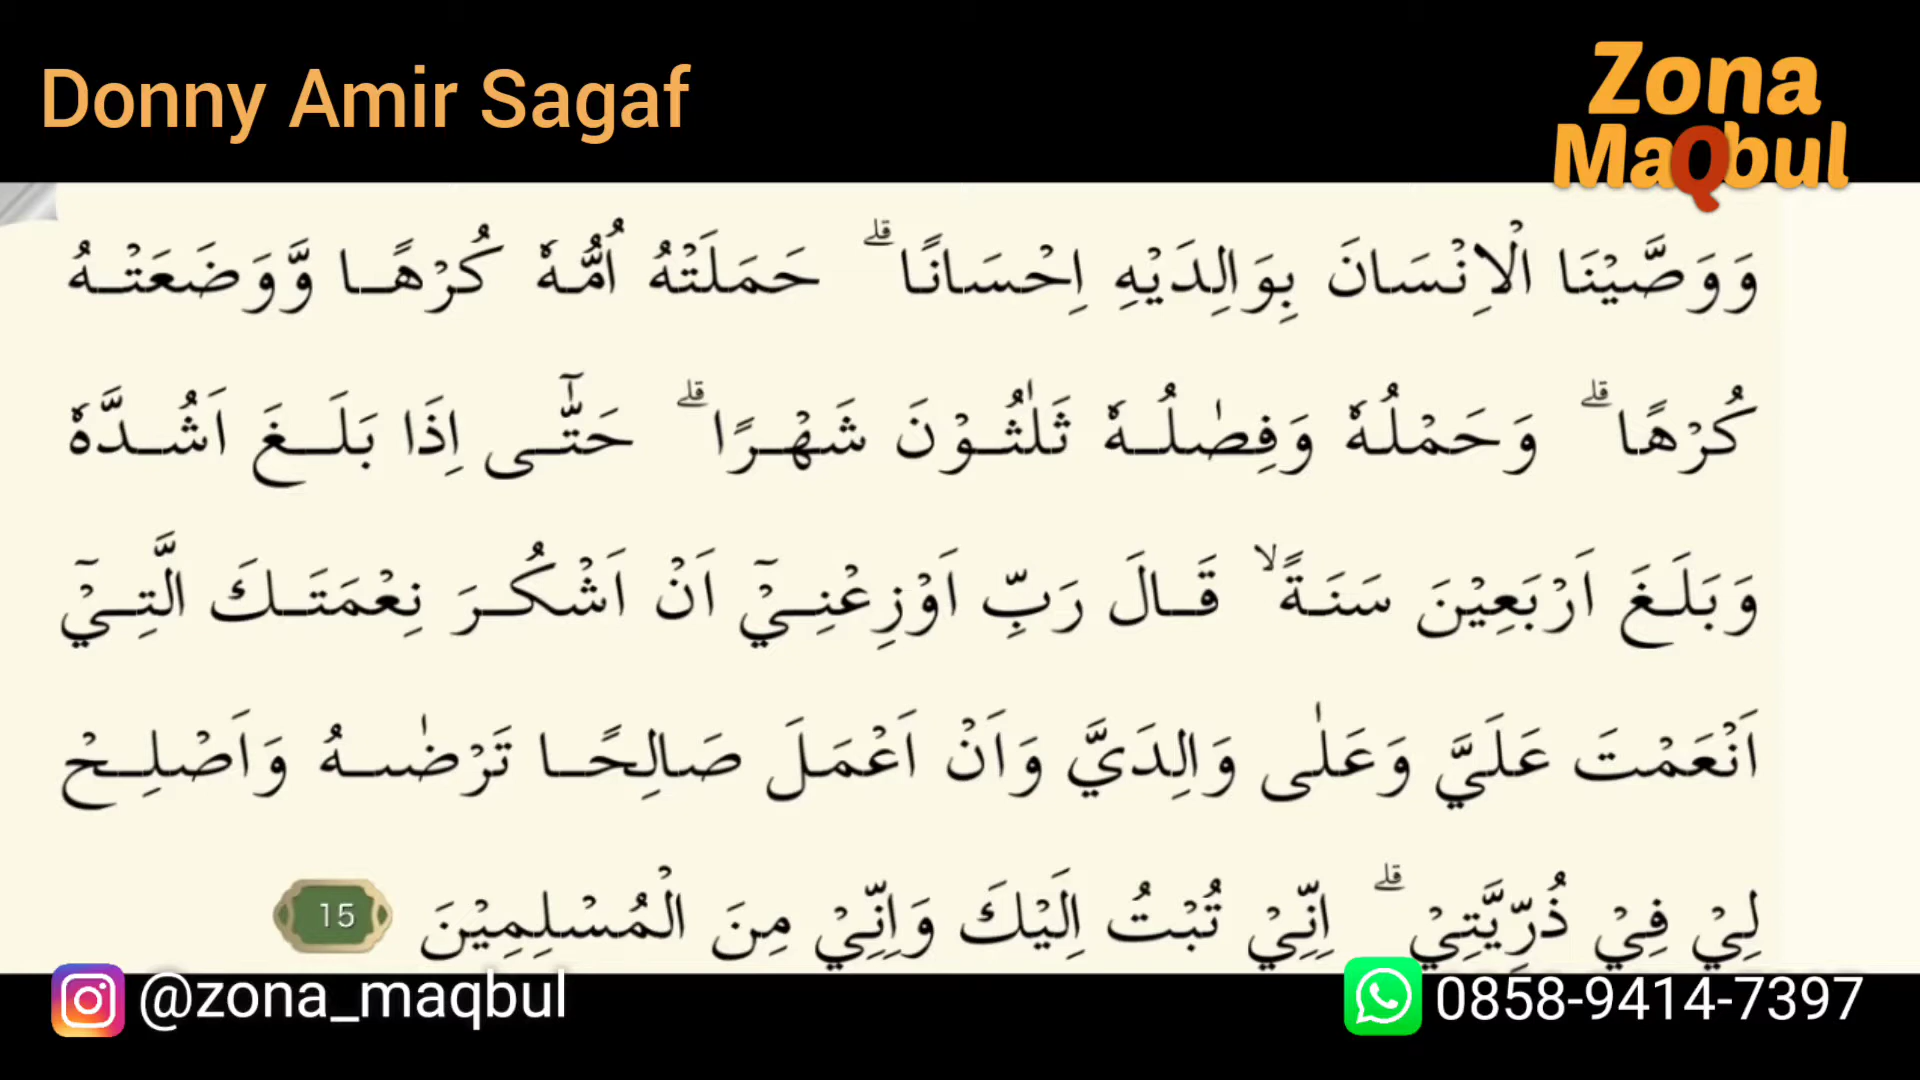 Donny Amir Sagaf
Zona
MaQbul
وَوَصَّيْنَا الْاِنْسَانَ بِوَالِدَيْهِ اِحْسَانًا ۗ حَمَلَتْهُ اُمُّهٗ كُرْهًا وَّوَضَعَتْهُ
كُرْهًا ۗ وَحَمْلُهٗ وَفِصٰلُهٗ ثَلٰثُوْنَ شَهْرًا ۗ حَتّٰٓى اِذَا بَلَغَ اَشُدَّهٗ
وَبَلَغَ اَرْبَعِيْنَ سَنَةً ۙ قَالَ رَبِّ اَوْزِعْنِيْٓ اَنْ اَشْكُرَ نِعْمَتَكَ الَّتِيْٓ
اَنْعَمْتَ عَلَيَّ وَعَلٰى وَالِدَيَّ وَاَنْ اَعْمَلَ صَالِحًا تَرْضٰىهُ وَاَصْلِحْ
لِيْ فِيْ ذُرِّيَّتِيْ ۗ اِنِّيْ تُبْتُ اِلَيْكَ وَاِنِّيْ مِنَ الْمُسْلِمِيْنَ 15
@zona_maqbul
0858-9414-7397